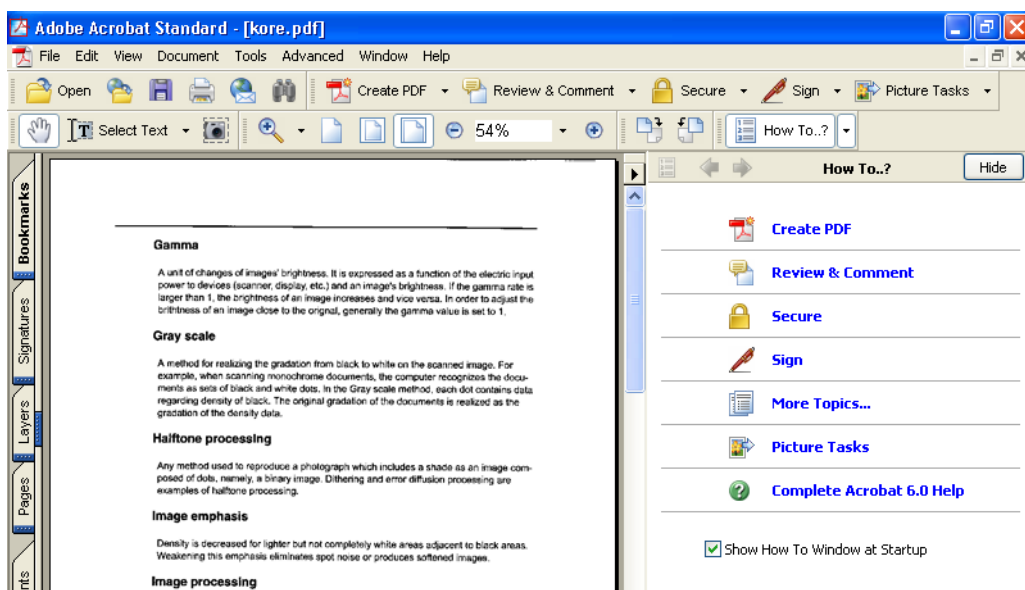 Adobe Acrobat Standard - [kore.pdf]
File Edit View Document Tools Advanced Window Help
Open Create PDF Review & Comment Secure Sign Picture Tasks
Select Text 54% How To..?
How To..? Hide
Bookmarks
Signatures
Layers
Pages
nts
Gamma
A unit of changes of images' brightness. It is expressed as a function of the electric input
power to devices (scanner, display, etc.) and an image's brightness. If the gamma rate is
larger than 1, the brightness of an image increases and vice versa. In order to adjust the
brithtness of an image close to the orignal, generally the gamma value is set to 1.
Gray scale
A method for realizing the gradation from black to white on the scanned image. For
example, when scanning monochrome documents, the computer recognizes the docu-
ments as sets of black and white dots. In the Gray scale method, each dot contains data
regarding density of black. The original gradation of the documents is realized as the
gradation of the density data.
Halftone processing
Any method used to reproduce a photograph which includes a shade as an image com-
posed of dots, namely, a binary image. Dithering and error diffusion processing are
examples of halftone processing.
Image emphasis
Density is decreased for lighter but not completely white areas adjacent to black areas.
Weakening this emphasis eliminates spot noise or produces softened images.
Image processing
Create PDF
Review & Comment
Secure
Sign
More Topics...
Picture Tasks
Complete Acrobat 6.0 Help
Show How To Window at Startup